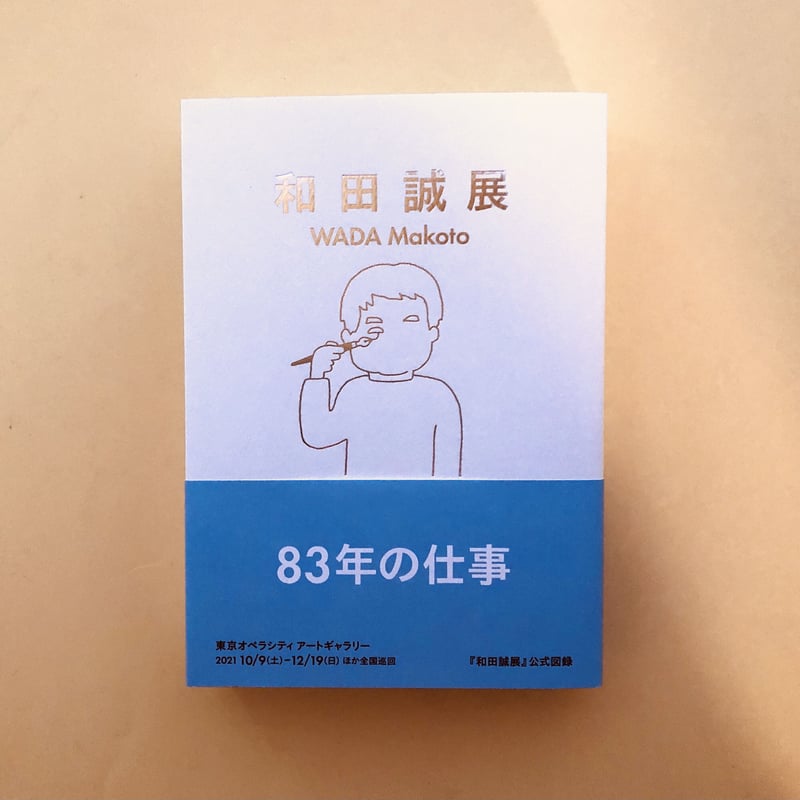 和田誠展
WADA Makoto
83年の仕事
東京オペラシティ アートギャラリー
2021 10/9(土)−12/19(日) ほか全国巡回
『和田誠展』公式図録